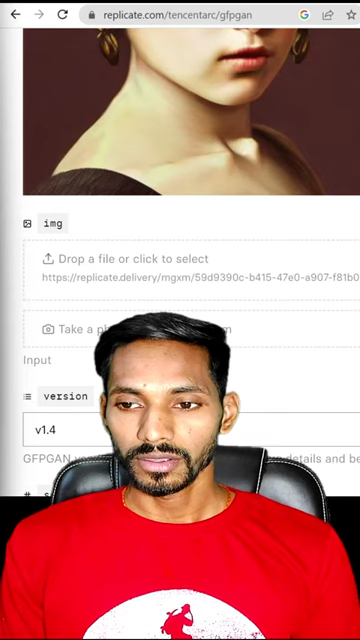 replicate.com/tencentarc/gfpgan
img
Drop a file or click to select
https://replicate.delivery/mgxm/59d9390c-b415-47e0-a907-f81b0
Take a
Input
version
v1.4
GFPGAN details and be